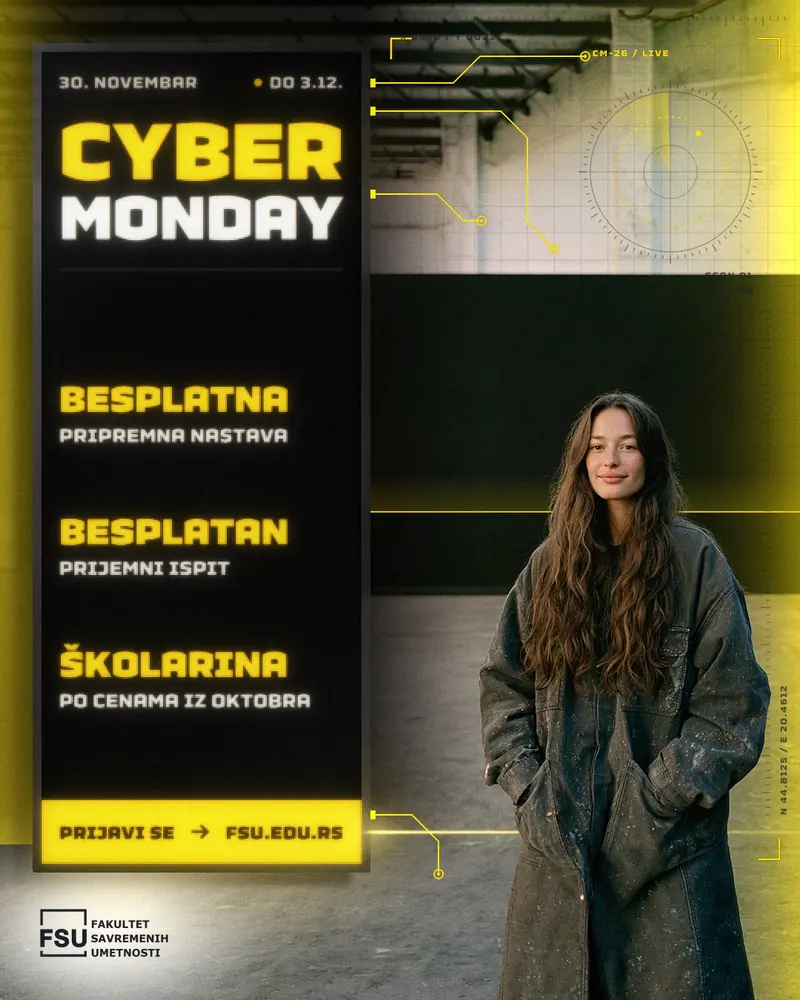 30. NOVEMBAR
DO 3.12.
CYBER
MONDAY
BESPLATNA
PRIPREMNA NASTAVA
BESPLATAN
PRIJEMNI ISPIT
ŠKOLARINA
PO CENAMA IZ OKTOBRA
PRIJAVI SE → FSU.EDU.RS
CM-26 / LIVE
N 44.8125 / E 20.4612
FSU
FAKULTET
SAVREMENIH
UMETNOSTI